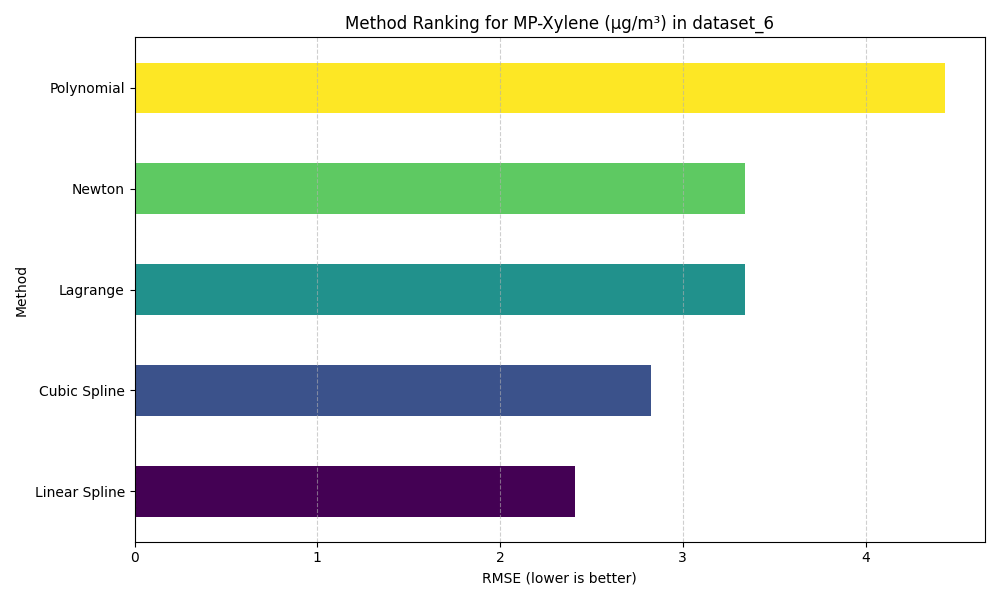 Method Ranking for MP-Xylene (µg/m³) in dataset_6
Polynomial
Newton
Lagrange
Cubic Spline
Linear Spline
Method
0 1 2 3 4
RMSE (lower is better)